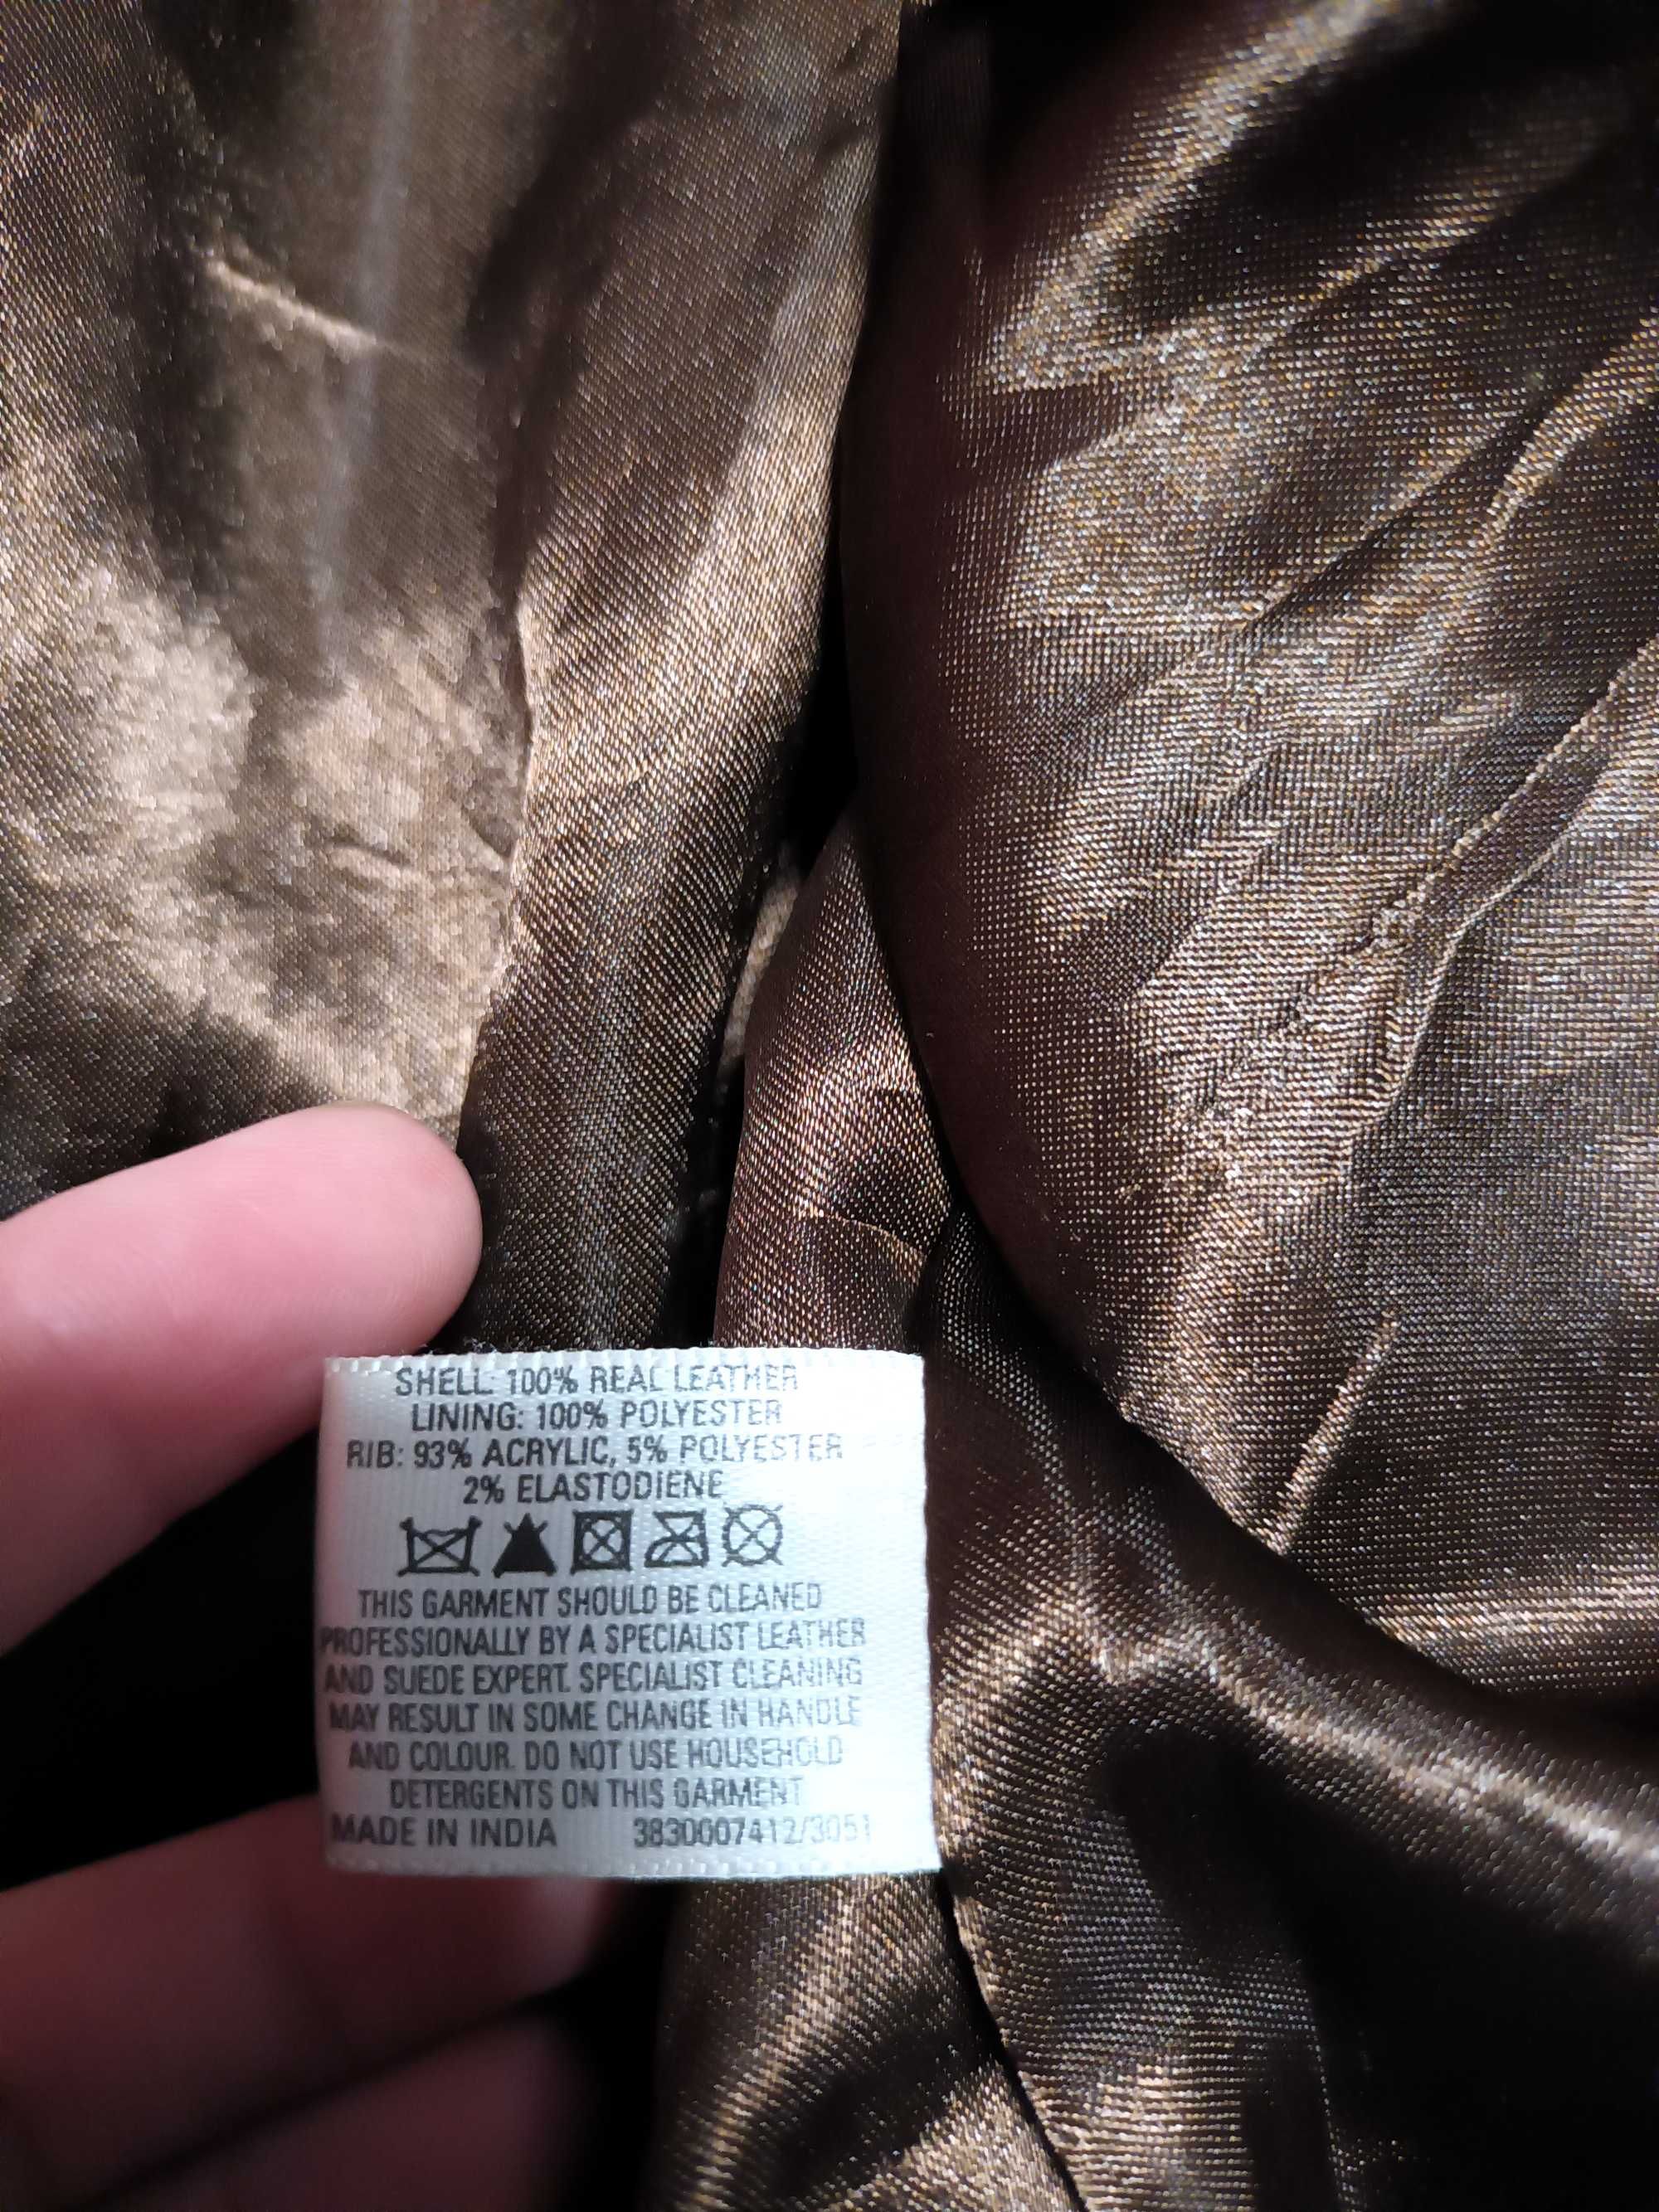 SHELL: 100% REAL LEATHER
LINING: 100% POLYESTER
RIB: 93% ACRYLIC, 5% POLYESTER
2% ELASTODIENE
THIS GARMENT SHOULD BE CLEANED
PROFESSIONALLY BY A SPECIALIST LEATHER
AND SUEDE EXPERT. SPECIALIST CLEANING
MAY RESULT IN SOME CHANGE IN HANDLE
AND COLOUR. DO NOT USE HOUSEHOLD
DETERGENTS ON THIS GARMENT
MADE IN INDIA 3830007412/3051